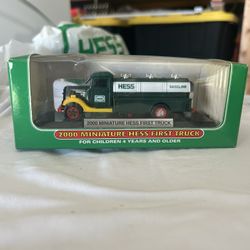 HESS
HESS
GASOLINE
2000 MINIATURE HESS FIRST TRUCK
2000 MINIATURE HESS FIRST TRUCK
FOR CHILDREN 4 YEARS AND OLDER